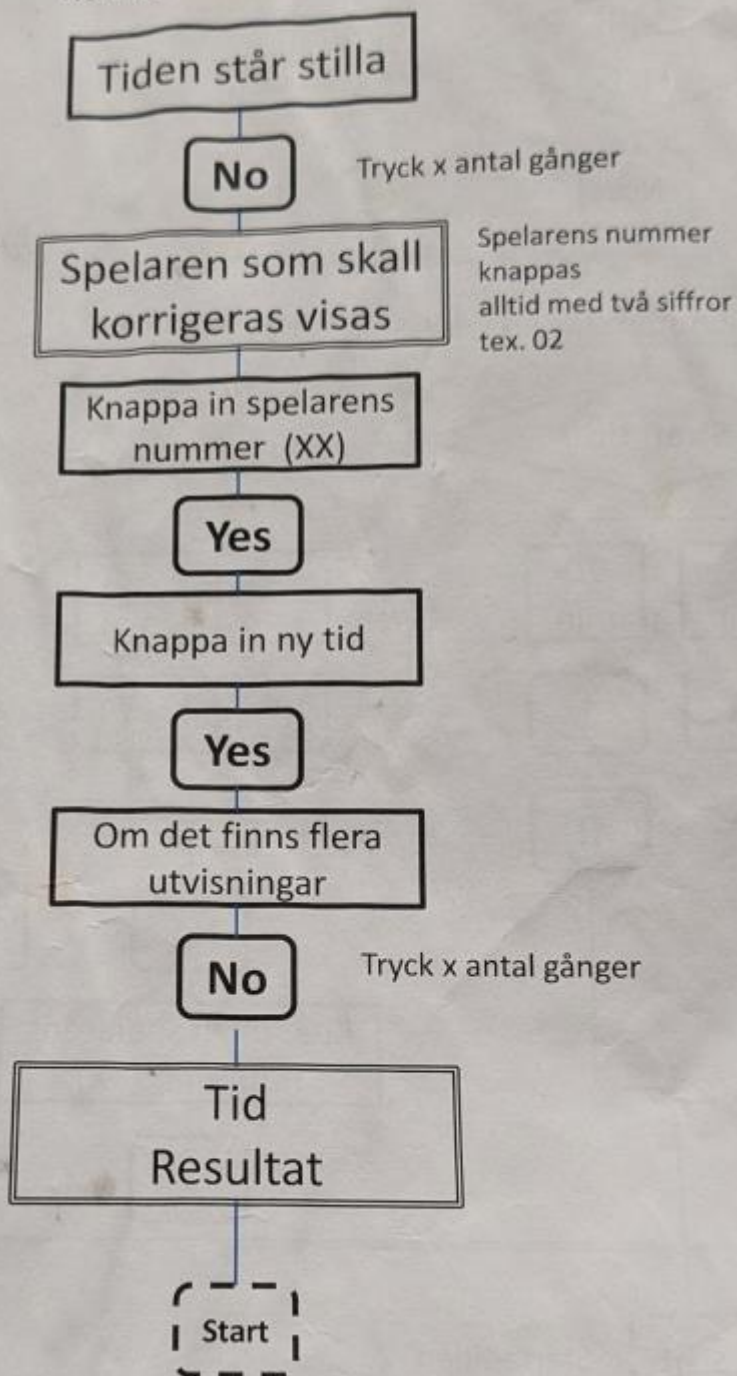 Tiden står stilla
No
Tryck x antal gånger
Spelaren som skall
korrigeras visas
Spelarens nummer
knappas
alltid med två siffror
tex. 02
Knappa in spelarens
nummer (XX)
Yes
Knappa in ny tid
Yes
Om det finns flera
utvisningar
No
Tryck x antal gånger
Tid
Resultat
Start